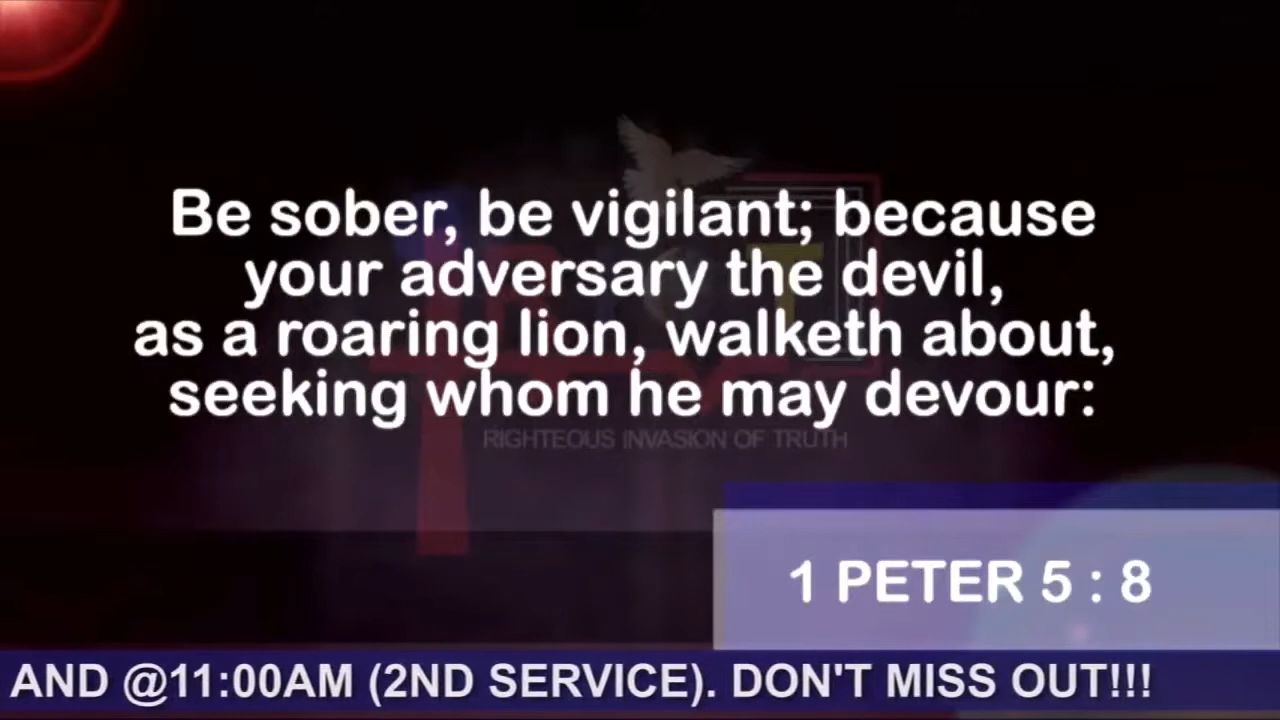 Be sober, be vigilant; because
your adversary the devil,
as a roaring lion, walketh about,
seeking whom he may devour:
RIGHTEOUS INVASION OF TRUTH
1 PETER 5 : 8
AND @11:00AM (2ND SERVICE). DON'T MISS OUT!!!